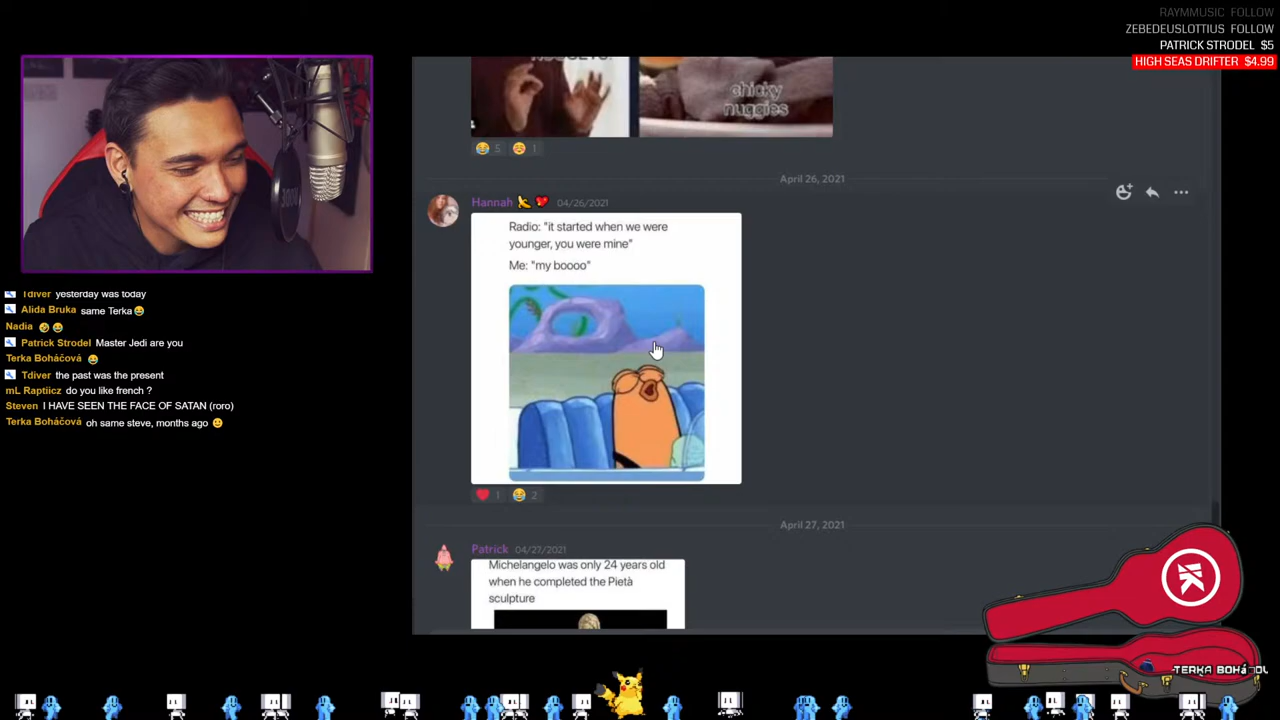 RAYMMUSIC FOLLOW
ZEBEDEUSLOTTIUS FOLLOW
PATRICK STRODEL $5
HIGH SEAS DRIFTER $4.99
chicky
nuggies
5
1
April 26, 2021
Hannah 04/26/2021
Radio: "it started when we were
younger, you were mine"
Me: "my boooo"
1
2
April 27, 2021
Patrick 04/27/2021
Michelangelo was only 24 years old
when he completed the Pietà
sculpture
Tdiver yesterday was today
Alida Bruka same Terka
Nadia
Patrick Strodel Master Jedi are you
Terka Boháčová
Tdiver the past was the present
mL Raptiicz do you like french ?
Steven I HAVE SEEN THE FACE OF SATAN (roro)
Terka Boháčová oh same steve, months ago